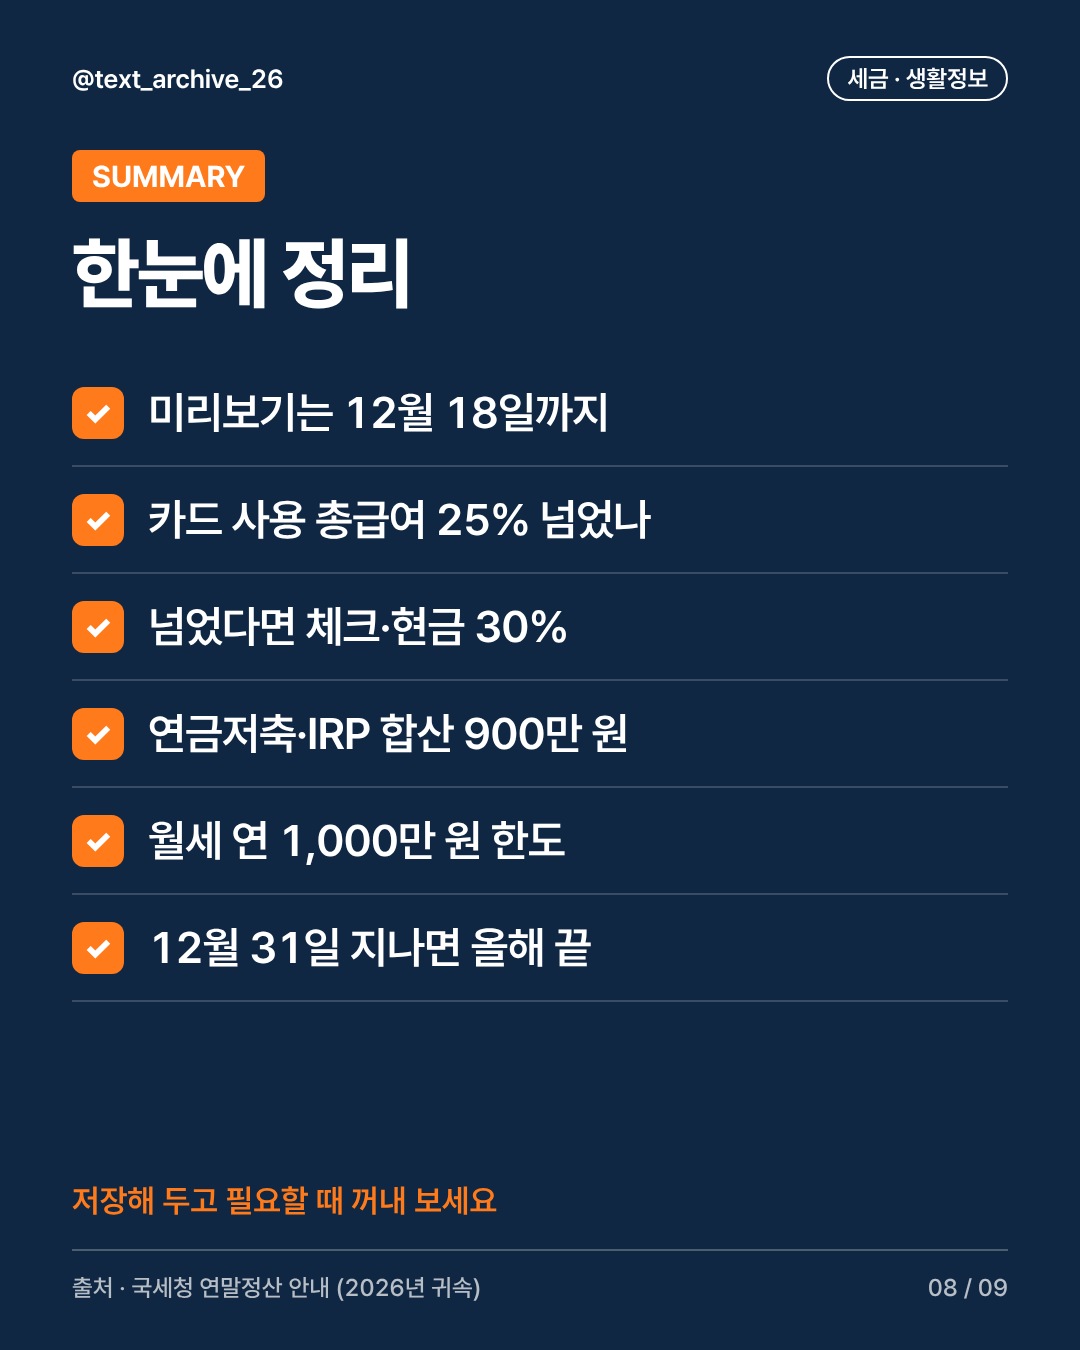 @text_archive_26
세금 · 생활정보
SUMMARY
한눈에 정리
미리보기는 12월 18일까지
카드 사용 총급여 25% 넘었나
넘었다면 체크·현금 30%
연금저축·IRP 합산 900만 원
월세 연 1,000만 원 한도
12월 31일 지나면 올해 끝
저장해 두고 필요할 때 꺼내 보세요
출처 · 국세청 연말정산 안내 (2026년 귀속)
08 / 09